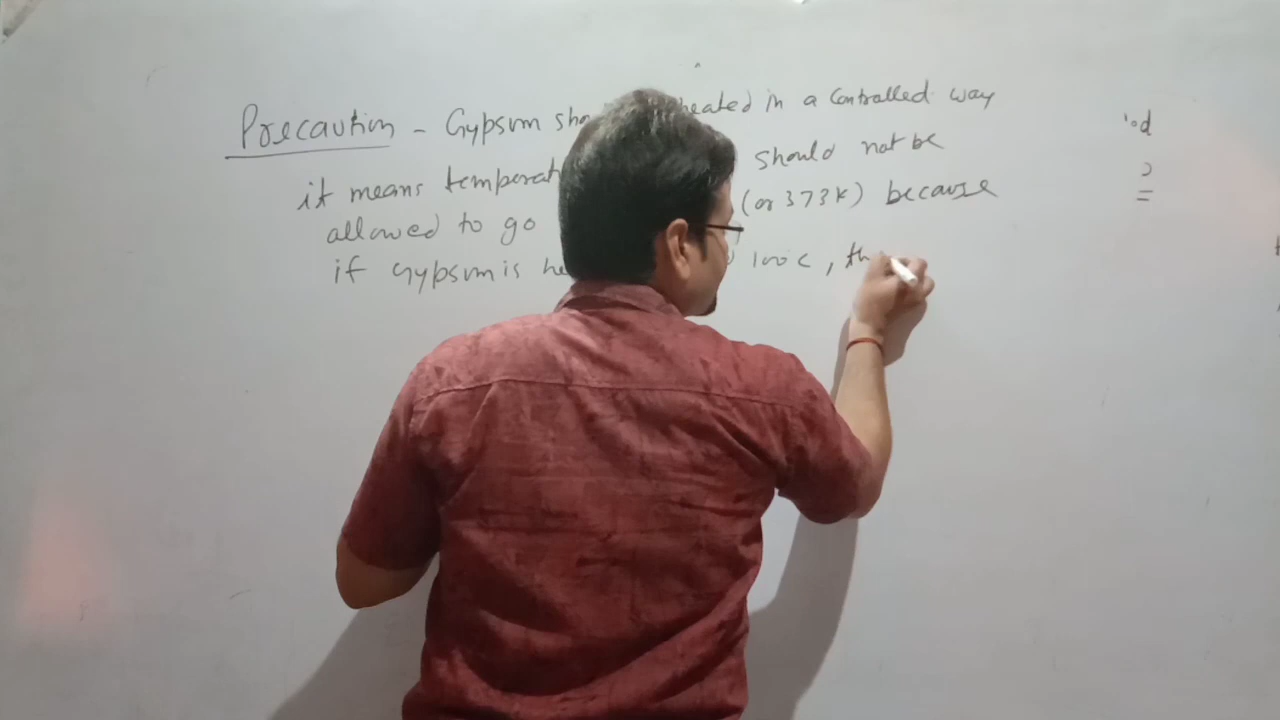 Precaution - Gypsum sho heated in a controlled way
it means temperat should not be
allowed to go (or 373K) because
if Gypsum is he 100 c, th